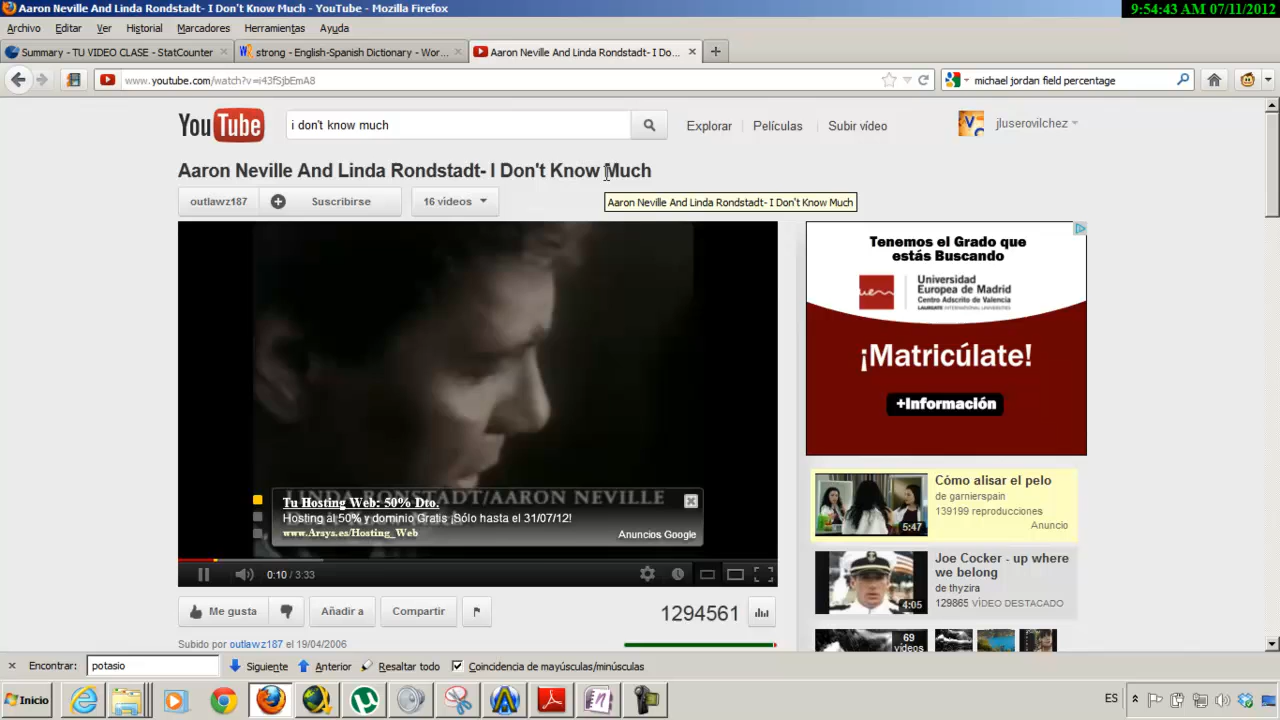 Aaron Neville And Linda Rondstadt- I Don't Know Much - YouTube - Mozilla Firefox
9:54:43 AM 07/11/2012
Archivo Editar Ver Historial Marcadores Herramientas Ayuda
Summary - TU VIDEO CLASE - StatCounter
strong - English-Spanish Dictionary - Wor...
Aaron Neville And Linda Rondstadt- I Do...
www.youtube.com/watch?v=i43fSjbEmA8
michael jordan field percentage
YouTube
i don't know much
Explorar Películas Subir vídeo
jluserovilchez
Aaron Neville And Linda Rondstadt- I Don't Know Much
outlawz187 Suscribirse 16 vídeos
Aaron Neville And Linda Rondstadt- I Don't Know Much
ADT/AARON NEVILLE
Tu Hosting Web: 50% Dto.
Hosting al 50% y dominio Gratis ¡Sólo hasta el 31/07/12!
www.Arsys.es/Hosting_Web
Anuncios Google
0:10 / 3:33
Me gusta Añadir a Compartir
1294561
Subido por outlawz187 el 19/04/2006
Tenemos el Grado que
estás Buscando
uem
Universidad
Europea de Madrid
Centro Adscrito de Valencia
LAUREATE INTERNATIONAL UNIVERSITIES
¡Matricúlate!
+Información
Cómo alisar el pelo
de garnierspain
139199 reproducciones
Anuncio
5:47
Joe Cocker - up where
we belong
de thyzira
129865 VÍDEO DESTACADO
4:05
69
vídeos
Encontrar: potasio Siguiente Anterior Resaltar todo Coincidencia de mayúsculas/minúsculas
Inicio
ES